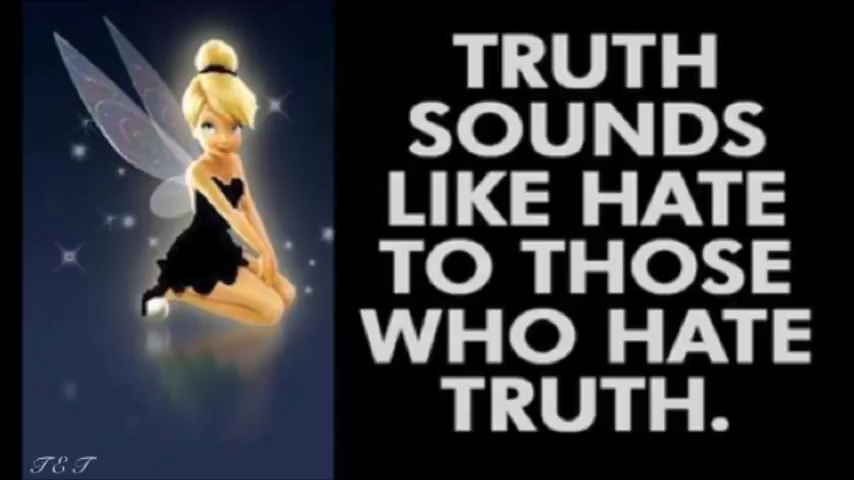 TRUTH
SOUNDS
LIKE HATE
TO THOSE
WHO HATE
TRUTH.
T&T